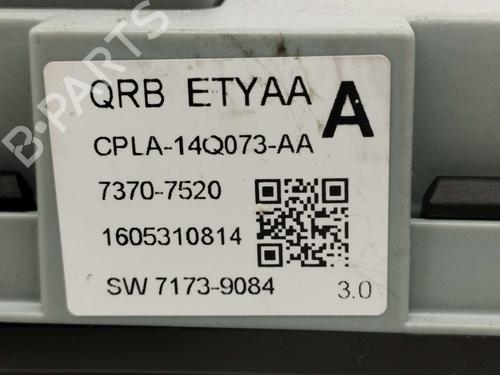 B-PARTS
QRB ETYAA A
CPLA-14Q073-AA
7370-7520
1605310814
SW 7173-9084 3.0